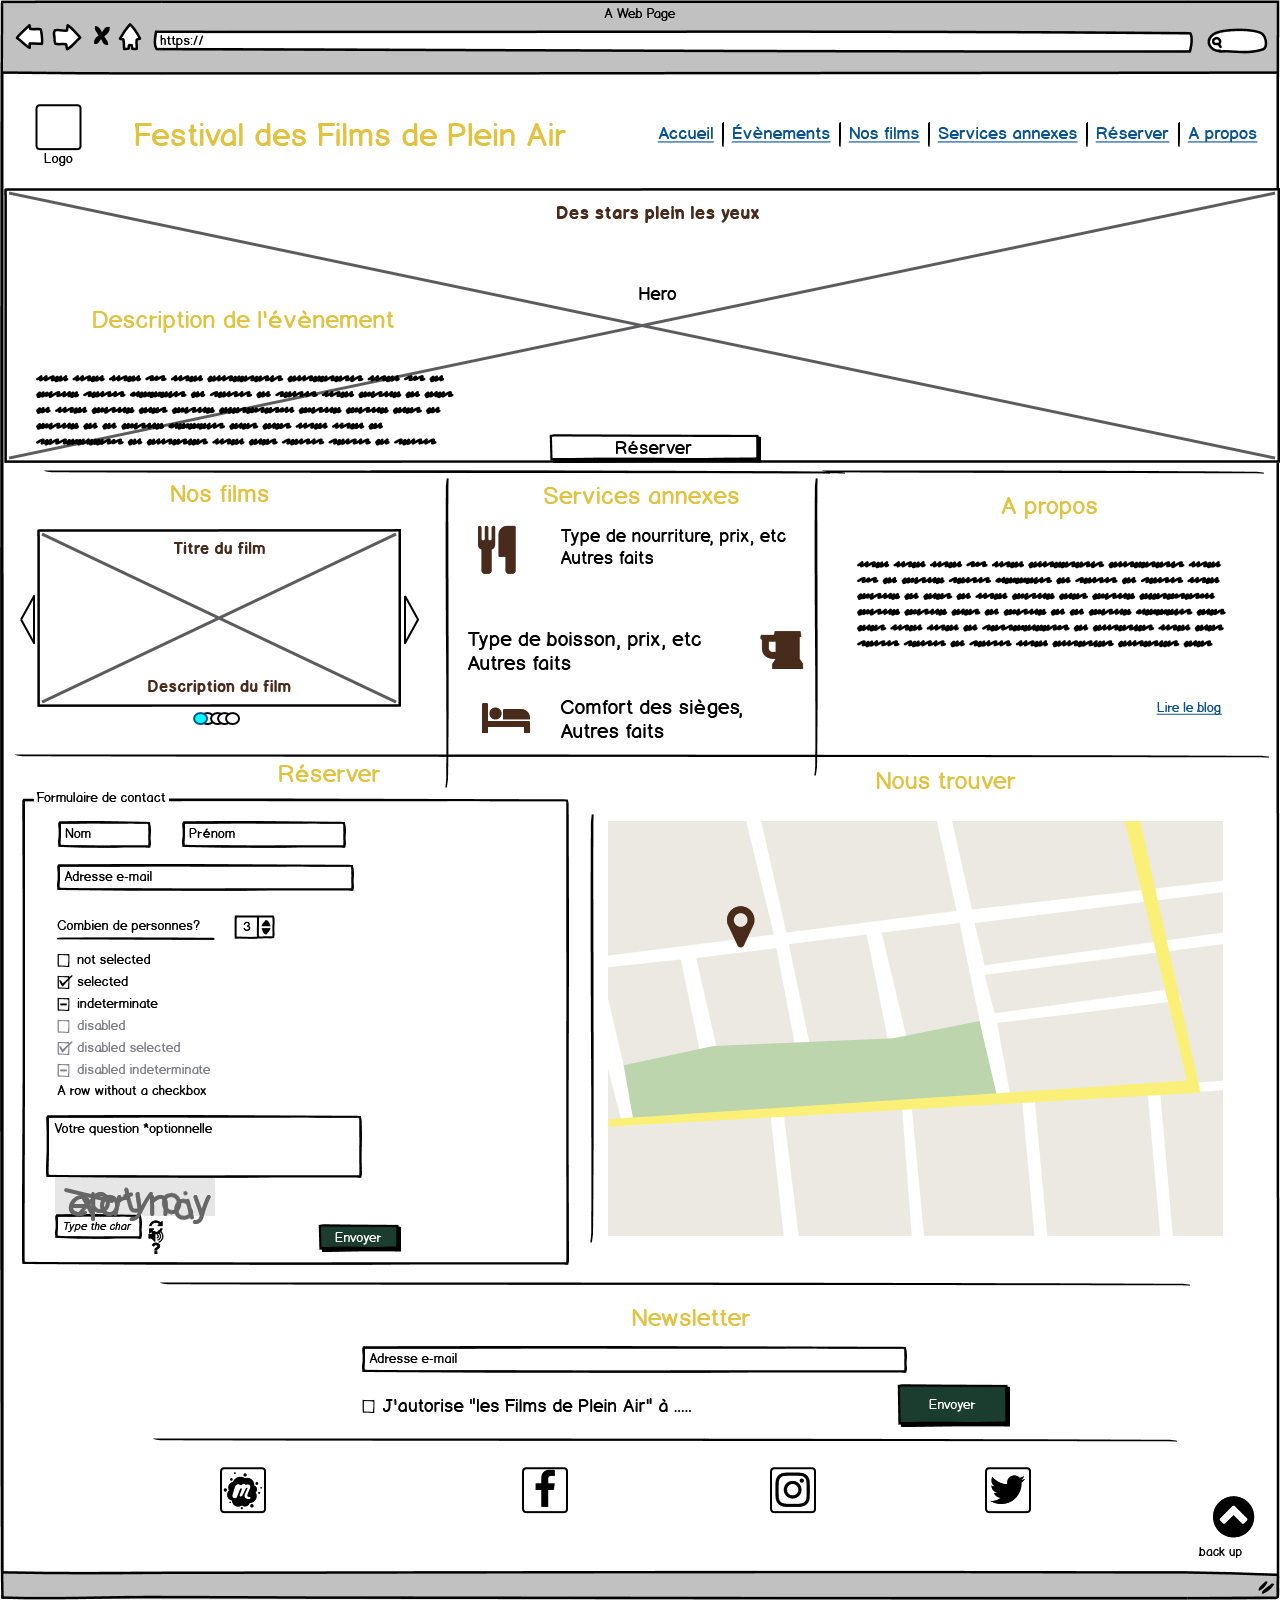 A Web Page
https://
Logo
Festival des Films de Plein Air
Accueil
Évènements
Nos films
Services annexes
Réserver
A propos
Des stars plein les yeux
Hero
Description de l'évènement
Réserver
Nos films
Titre du film
Description du film
Services annexes
Type de nourriture, prix, etc
Autres faits
Type de boisson, prix, etc
Autres faits
Comfort des sièges,
Autres faits
A propos
Lire le blog
Réserver
Formulaire de contact
Nom
Prénom
Adresse e-mail
Combien de personnes?
3
not selected
selected
indeterminate
disabled
disabled selected
disabled indeterminate
A row without a checkbox
Votre question *optionnelle
Type the char
?
Envoyer
Nous trouver
Newsletter
Adresse e-mail
J'autorise "les Films de Plein Air" à .....
Envoyer
m
back up